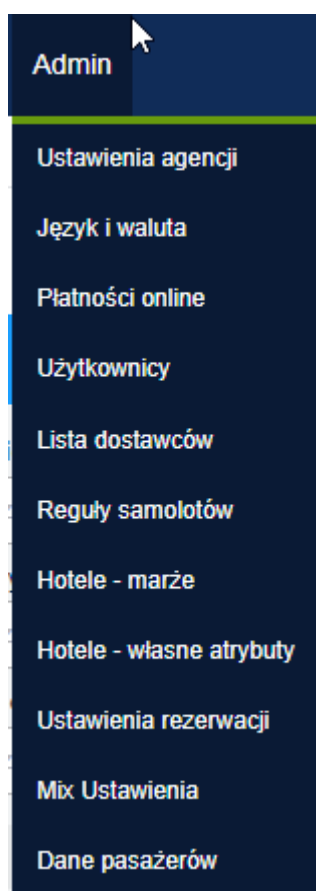 Admin
Ustawienia agencji
Język i waluta
Płatności online
Użytkownicy
Lista dostawców
Reguły samolotów
Hotele - marże
Hotele - własne atrybuty
Ustawienia rezerwacji
Mix Ustawienia
Dane pasażerów